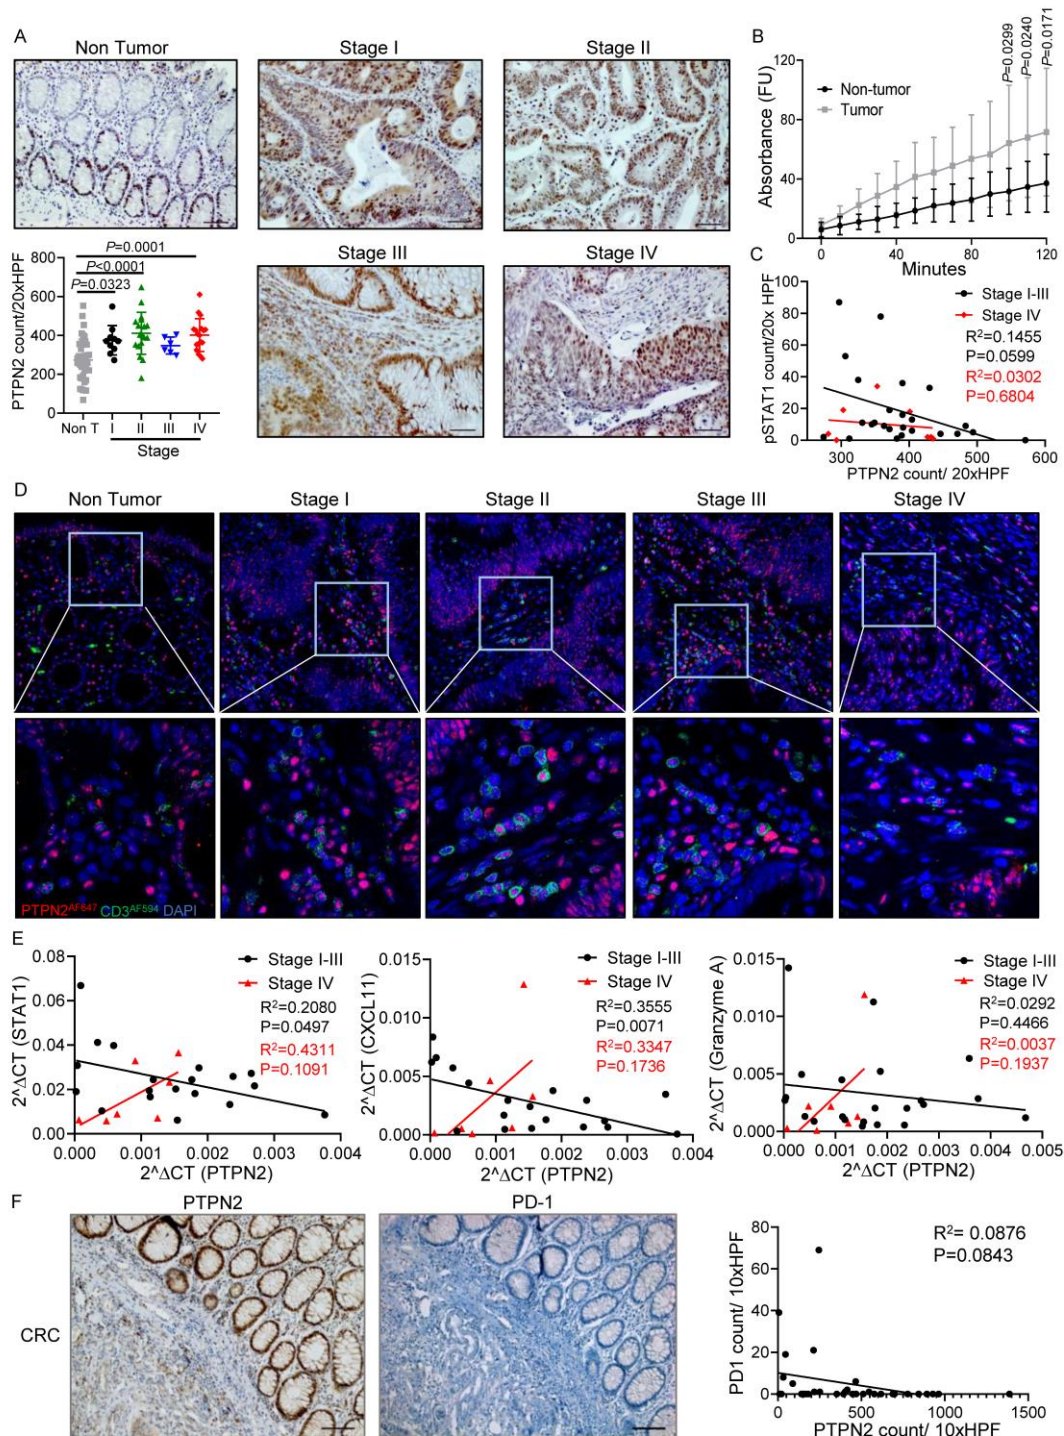 A
Non Tumor
Stage I
Stage II
PTPN2 count/20xHPF
800
600
400
200
0
P=0.0001
P<0.0001
P=0.0323
Non T
I
II
III
IV
Stage
Stage III
Stage IV
B
Absorbance (FU)
120
80
40
0
Non-tumor
Tumor
P=0.0299
P=0.0240
P=0.0171
0
40
80
120
Minutes
C
pSTAT1 count/20x HPF
100
80
60
40
20
0
Stage I-III
Stage IV
R²=0.1455
P=0.0599
R²=0.0302
P=0.6804
300
400
500
600
PTPN2 count/ 20xHPF
D
Non Tumor
Stage I
Stage II
Stage III
Stage IV
PTPN2AF647 CD3AF594 DAPI
E
2^ΔCT (STAT1)
0.08
0.06
0.04
0.02
0.00
Stage I-III
Stage IV
R²=0.2080
P=0.0497
R²=0.4311
P=0.1091
0.000
0.001
0.002
0.003
0.004
2^ΔCT (PTPN2)
2^ΔCT (CXCL11)
0.015
0.010
0.005
0.000
Stage I-III
Stage IV
R²=0.3555
P=0.0071
R²=0.3347
P=0.1736
0.000
0.001
0.002
0.003
0.004
2^ΔCT (PTPN2)
2^ΔCT (Granzyme A)
0.015
0.010
0.005
0.000
Stage I-III
Stage IV
R²=0.0292
P=0.4466
R²=0.0037
P=0.1937
0.000
0.001
0.002
0.003
0.004
0.005
2^ΔCT (PTPN2)
F
PTPN2
PD-1
CRC
PD1 count/ 10xHPF
80
60
40
20
0
R²= 0.0876
P=0.0843
0
500
1000
1500
PTPN2 count/ 10xHPF